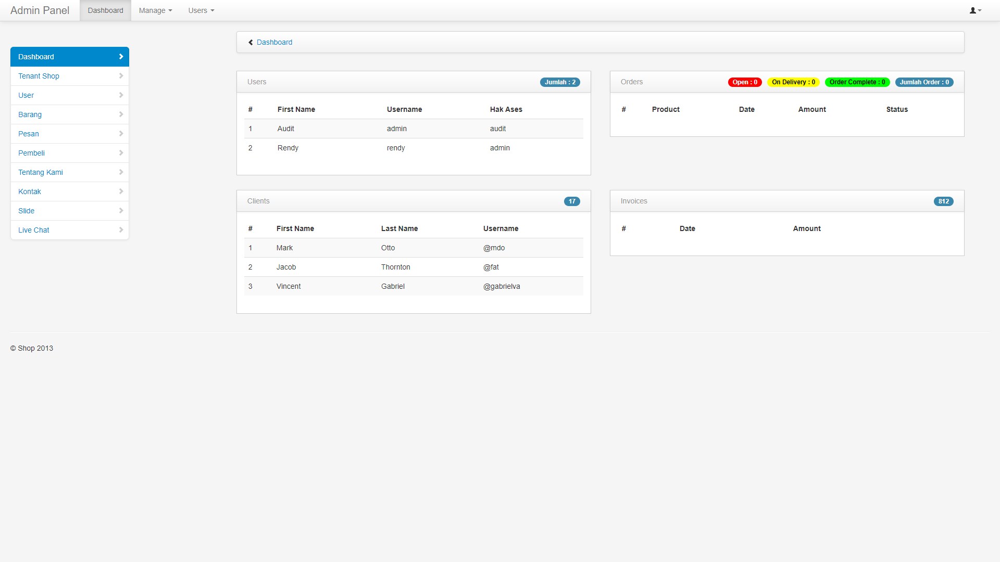 Admin Panel Dashboard Manage Users
Dashboard
Dashboard
Tenant Shop
User
Barang
Pesan
Pembeli
Tentang Kami
Kontak
Slide
Live Chat
Users Jumlah : 2
# First Name Username Hak Ases
1 Audit admin audit
2 Rendy rendy admin
Orders Open : 0 On Delivery : 0 Order Complete : 0 Jumlah Order : 0
# Product Date Amount Status
Clients 17
# First Name Last Name Username
1 Mark Otto @mdo
2 Jacob Thornton @fat
3 Vincent Gabriel @gabrielva
Invoices 812
# Date Amount
© Shop 2013